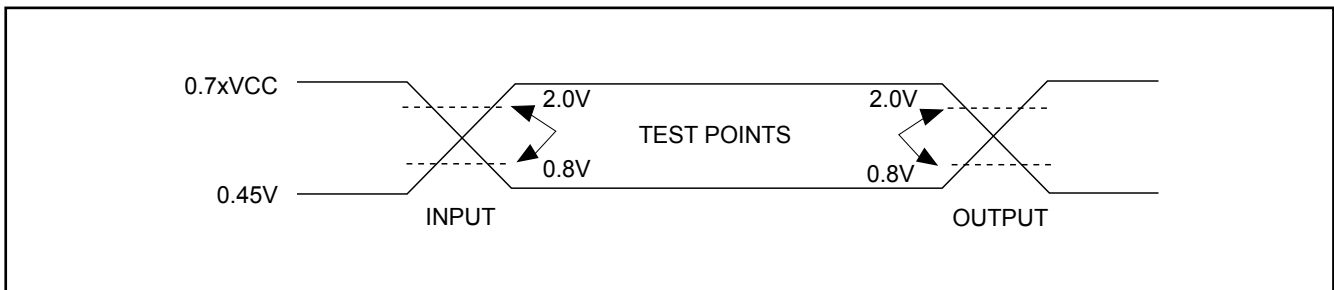 0.7xVCC
2.0V
2.0V
TEST POINTS
0.8V
0.8V
0.45V
INPUT
OUTPUT